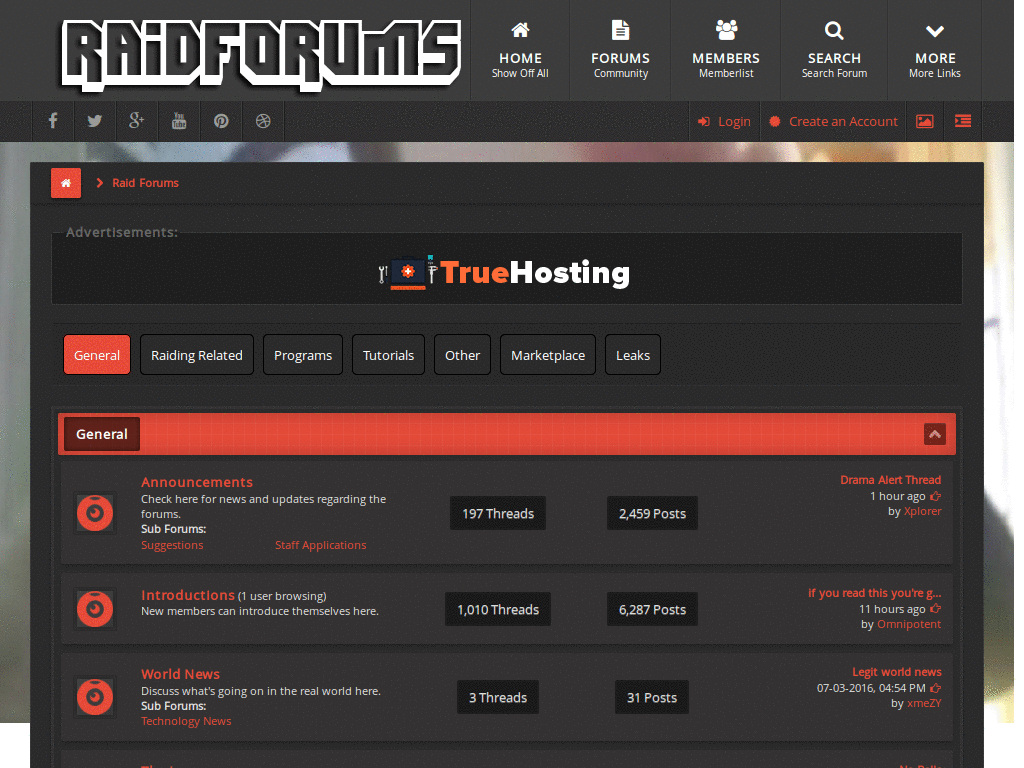 RAIDFORUMS
HOME
Show Off All
FORUMS
Community
MEMBERS
Memberlist
SEARCH
Search Forum
MORE
More Links
Login
Create an Account
Raid Forums
Advertisements:
TrueHosting
General
Raiding Related
Programs
Tutorials
Other
Marketplace
Leaks
General
Announcements
Check here for news and updates regarding the
forums.
Sub Forums:
Suggestions Staff Applications
197 Threads
2,459 Posts
Drama Alert Thread
1 hour ago
by Xplorer
Introductions (1 user browsing)
New members can introduce themselves here.
1,010 Threads
6,287 Posts
if you read this you're g...
11 hours ago
by Omnipotent
World News
Discuss what's going on in the real world here.
Sub Forums:
Technology News
3 Threads
31 Posts
Legit world news
07-03-2016, 04:54 PM
by xmeZY